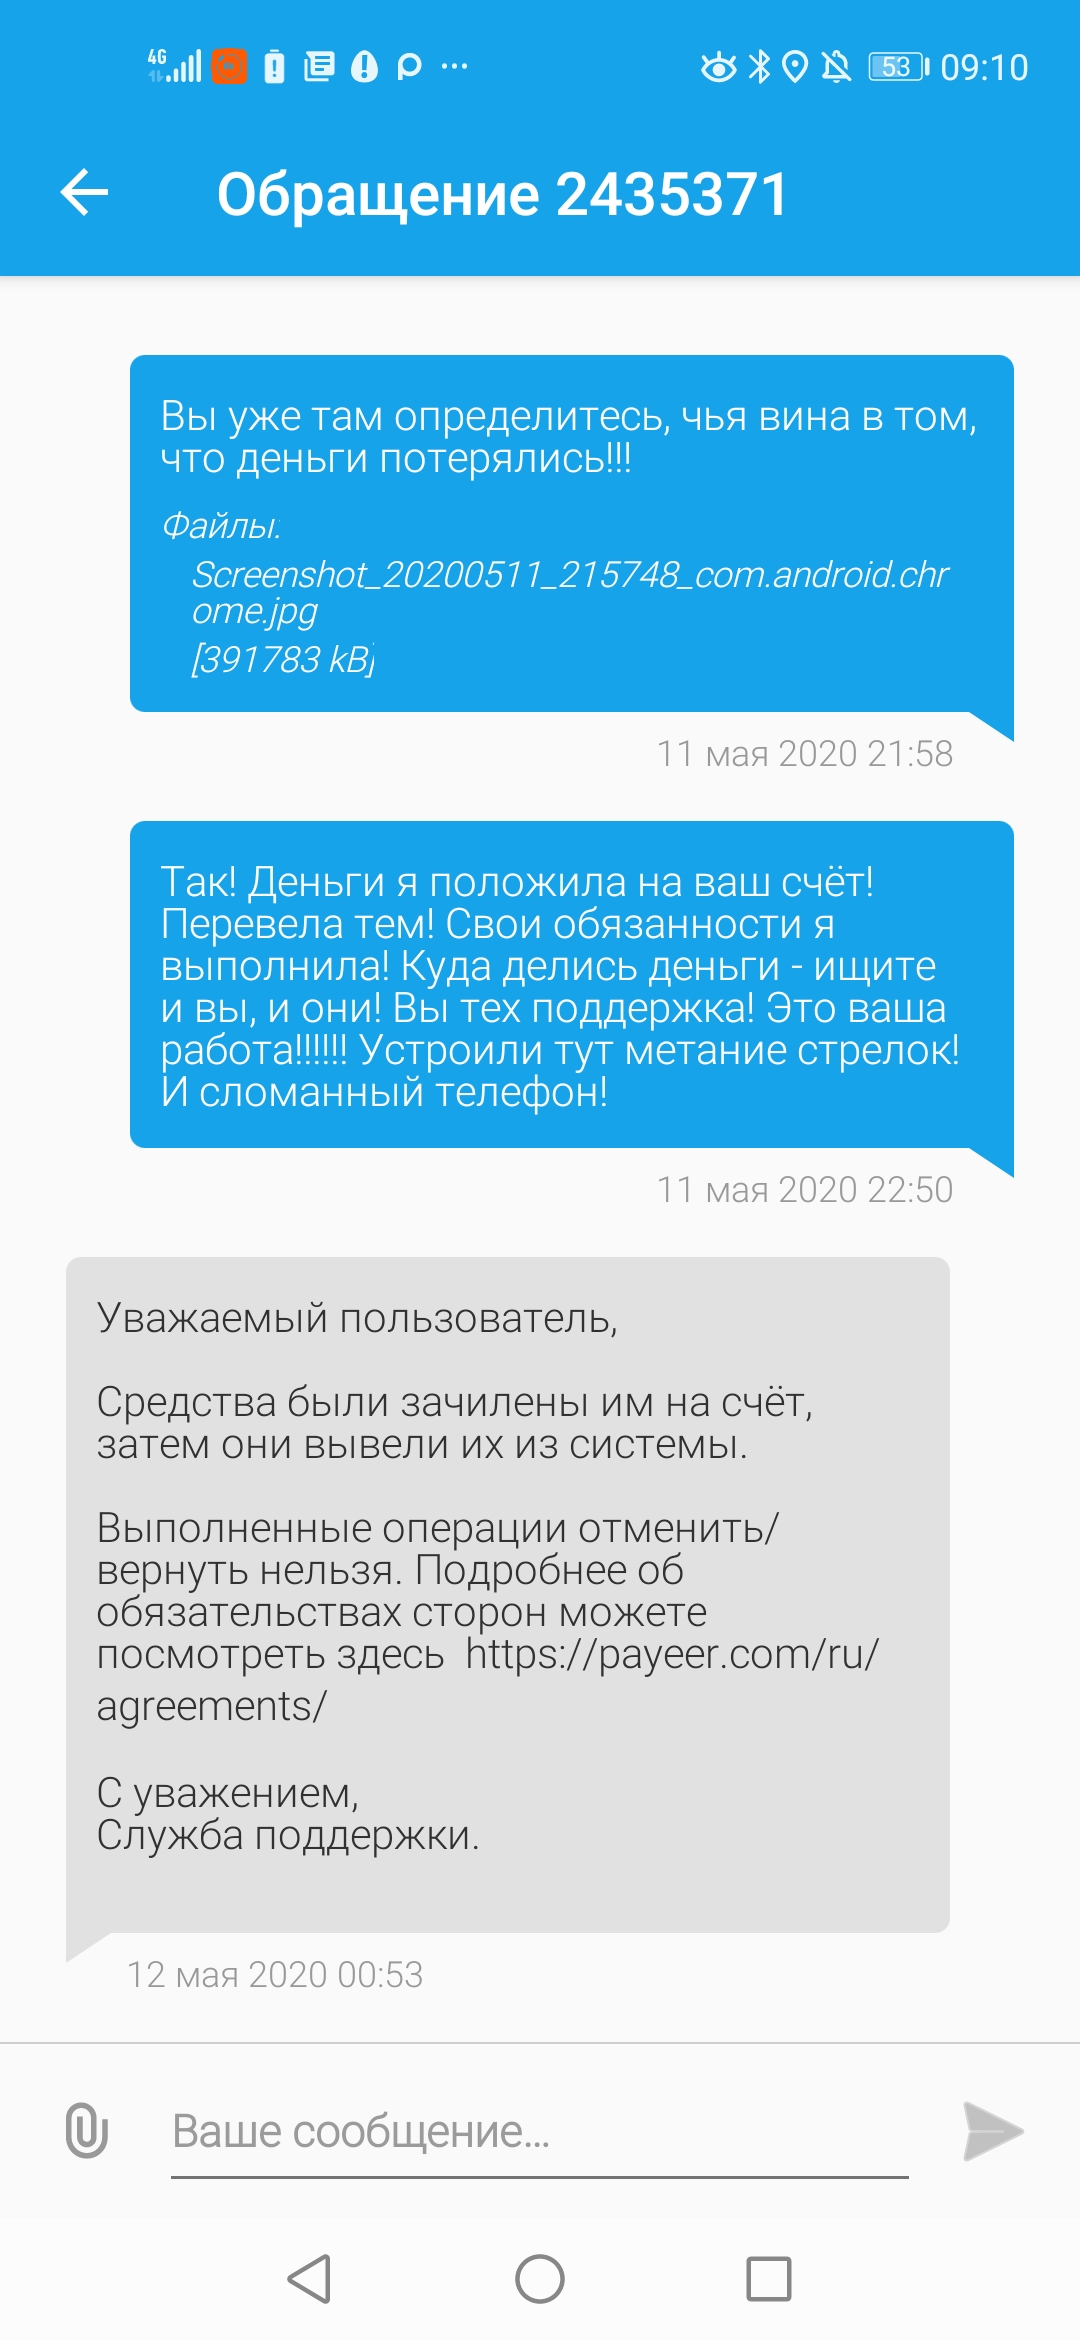 4G 53 09:10
Обращение 2435371
Вы уже там определитесь, чья вина в том,
что деньги потерялись!!!
Файлы:
Screenshot_20200511_215748_com.android.chr
ome.jpg
[391783 kB]
11 мая 2020 21:58
Так! Деньги я положила на ваш счёт!
Перевела тем! Свои обязанности я
выполнила! Куда делись деньги - ищите
и вы, и они! Вы тех поддержка! Это ваша
работа!!!!!! Устроили тут метание стрелок!
И сломанный телефон!
11 мая 2020 22:50
Уважаемый пользователь,
Средства были зачилены им на счёт,
затем они вывели их из системы.
Выполненные операции отменить/
вернуть нельзя. Подробнее об
обязательствах сторон можете
посмотреть здесь  https://payeer.com/ru/
agreements/
С уважением,
Служба поддержки.
12 мая 2020 00:53
Ваше сообщение...